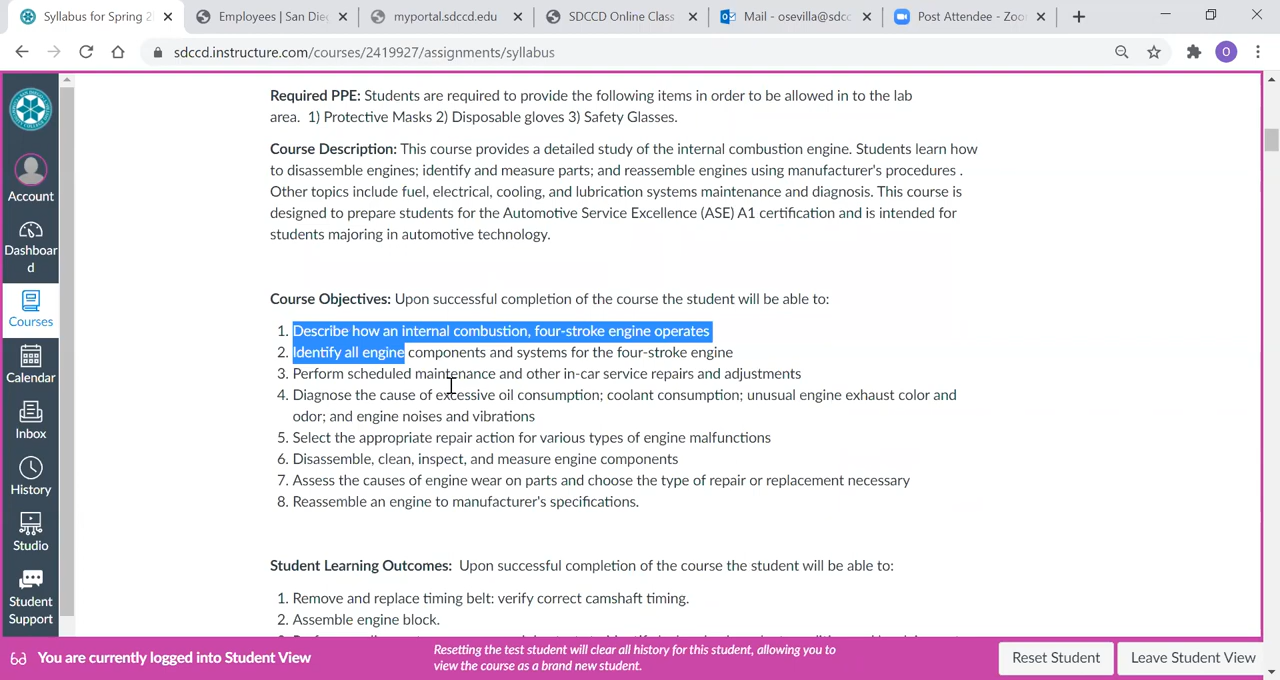 Syllabus for Spring 2
Employees | San Die
myportal.sdccd.edu
SDCCD Online Class
Mail - osevilla@sdcc
Post Attendee - Zoo
sdccd.instructure.com/courses/2419927/assignments/syllabus
O
Required PPE: Students are required to provide the following items in order to be allowed in to the lab
area. 1) Protective Masks 2) Disposable gloves 3) Safety Glasses.
Course Description: This course provides a detailed study of the internal combustion engine. Students learn how
to disassemble engines; identify and measure parts; and reassemble engines using manufacturer's procedures .
Other topics include fuel, electrical, cooling, and lubrication systems maintenance and diagnosis. This course is
designed to prepare students for the Automotive Service Excellence (ASE) A1 certification and is intended for
students majoring in automotive technology.
Course Objectives: Upon successful completion of the course the student will be able to:
1. Describe how an internal combustion, four-stroke engine operates
2. Identify all engine components and systems for the four-stroke engine
3. Perform scheduled maintenance and other in-car service repairs and adjustments
4. Diagnose the cause of excessive oil consumption; coolant consumption; unusual engine exhaust color and
odor; and engine noises and vibrations
5. Select the appropriate repair action for various types of engine malfunctions
6. Disassemble, clean, inspect, and measure engine components
7. Assess the causes of engine wear on parts and choose the type of repair or replacement necessary
8. Reassemble an engine to manufacturer's specifications.
Student Learning Outcomes: Upon successful completion of the course the student will be able to:
1. Remove and replace timing belt: verify correct camshaft timing.
2. Assemble engine block.
Account
Dashboar
d
Courses
Calendar
Inbox
History
Studio
Student
Support
You are currently logged into Student View
Resetting the test student will clear all history for this student, allowing you to
view the course as a brand new student.
Reset Student
Leave Student View